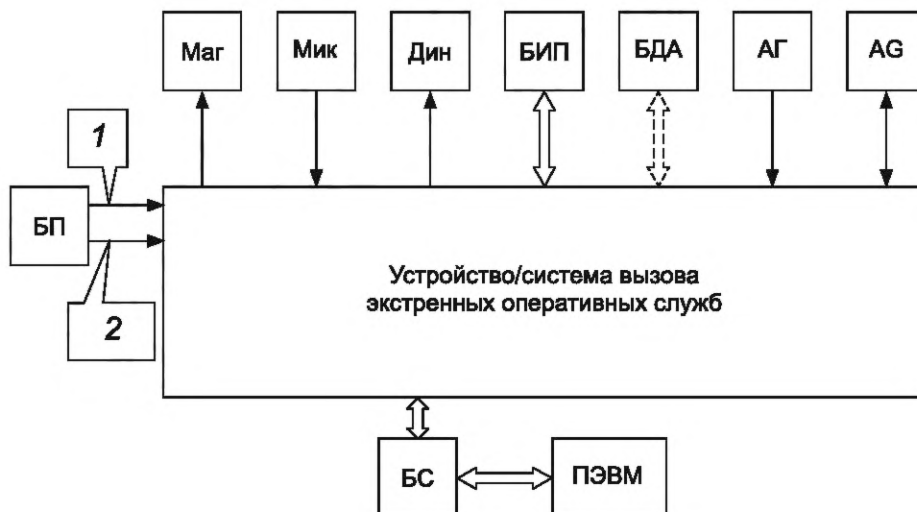 Маг
Мик
Дин
БИП
БДА
АГ
AG
1
БП
2
Устройство/система вызова
экстренных оперативных служб
БС
ПЭВМ